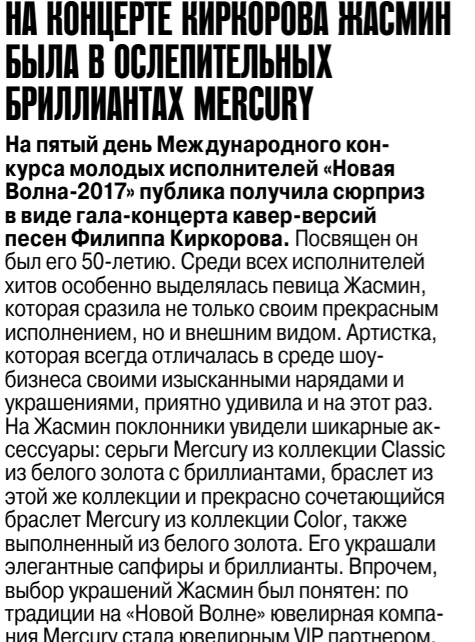 НА КОНЦЕРТЕ КИРКОРОВА ЖАСМИН
БЫЛА В ОСЛЕПИТЕЛЬНЫХ
БРИЛЛИАНТАХ MERCURY
На пятый день Международного кон-
курса молодых исполнителей «Новая
Волна-2017» публика получила сюрприз
в виде гала-концерта кавер-версий
песен Филиппа Киркорова. Посвящен он
был его 50-летию. Среди всех исполнителей
хитов особенно выделялась певица Жасмин,
которая сразила не только своим прекрасным
исполнением, но и внешним видом. Артистка,
которая всегда отличалась в среде шоу-
бизнеса своими изысканными нарядами и
украшениями, приятно удивила и на этот раз.
На Жасмин поклонники увидели шикарные ак-
сессуары: серьги Mercury из коллекции Classic
из белого золота с бриллиантами, браслет из
этой же коллекции и прекрасно сочетающийся
браслет Mercury из коллекции Color, также
выполненный из белого золота. Его украшали
элегантные сапфиры и бриллианты. Впрочем,
выбор украшений Жасмин был понятен: по
традиции на «Новой Волне» ювелирная компа-
ния Mercury стала ювелирным VIP партнером.